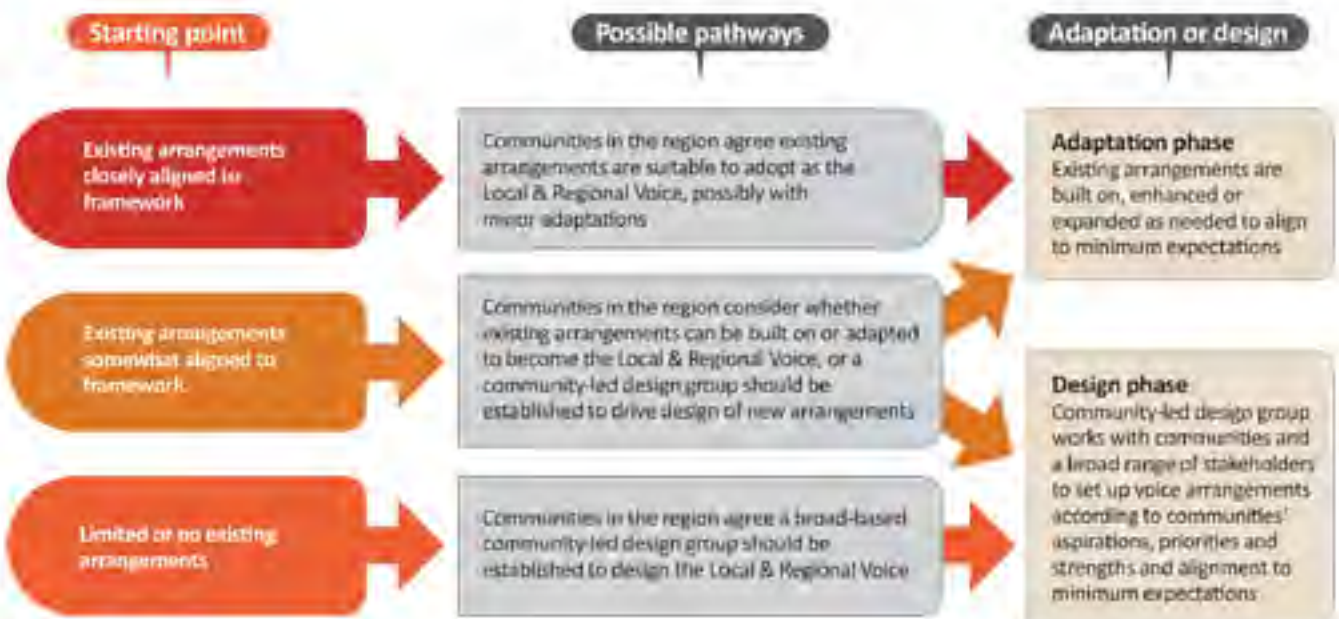 Starting point
Possible pathways
Adaptation or design
Existing arrangements
closely aligned to
framework
Communities in the region agree existing
arrangements are suitable to adopt as the
Local & Regional Voice, possibly with
minor adaptations
Adaptation phase
Existing arrangements are
built on, enhanced or
expanded as needed to align
to minimum expectations
Existing arrangements
somewhat aligned to
framework
Communities in the region consider whether
existing arrangements can be built on or adapted
to become the Local & Regional Voice, or a
community-led design group should be
established to drive design of new arrangements
Design phase
Community-led design group
works with communities and
a broad range of stakeholders
to set up voice arrangements
according to communities'
aspirations, priorities and
strengths and alignment to
minimum expectations
Limited or no existing
arrangements
Communities in the region agree a broad-based
community-led design group should be
established to design the Local & Regional Voice